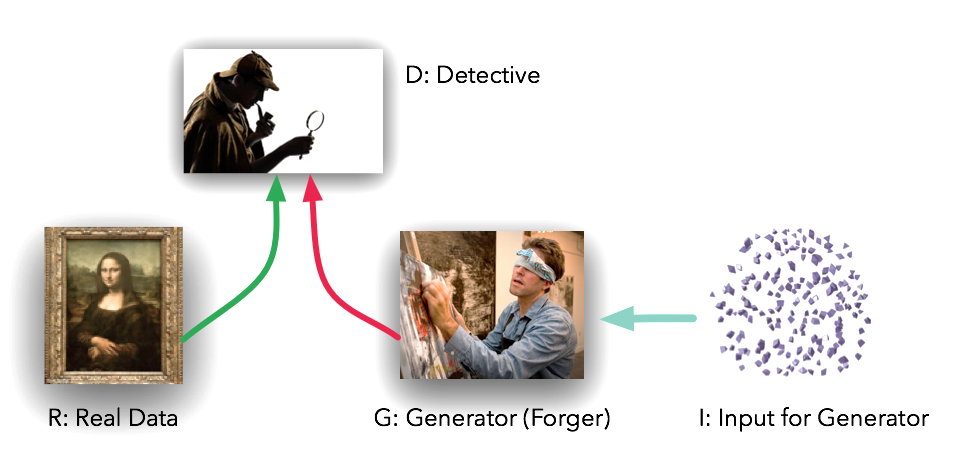 D: Detective
R: Real Data
G: Generator (Forger)
I: Input for Generator